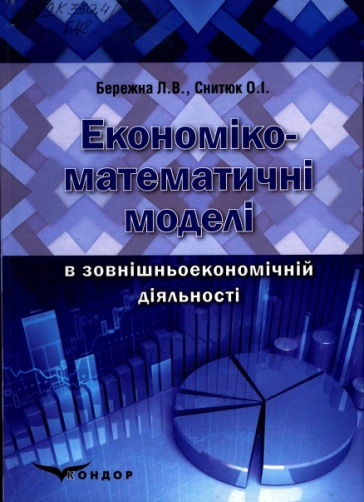 Бережна Л.В., Снитюк О.І.
Економіко-
математичні
моделі
в зовнішньоекономічній
діяльності
КОНДОР